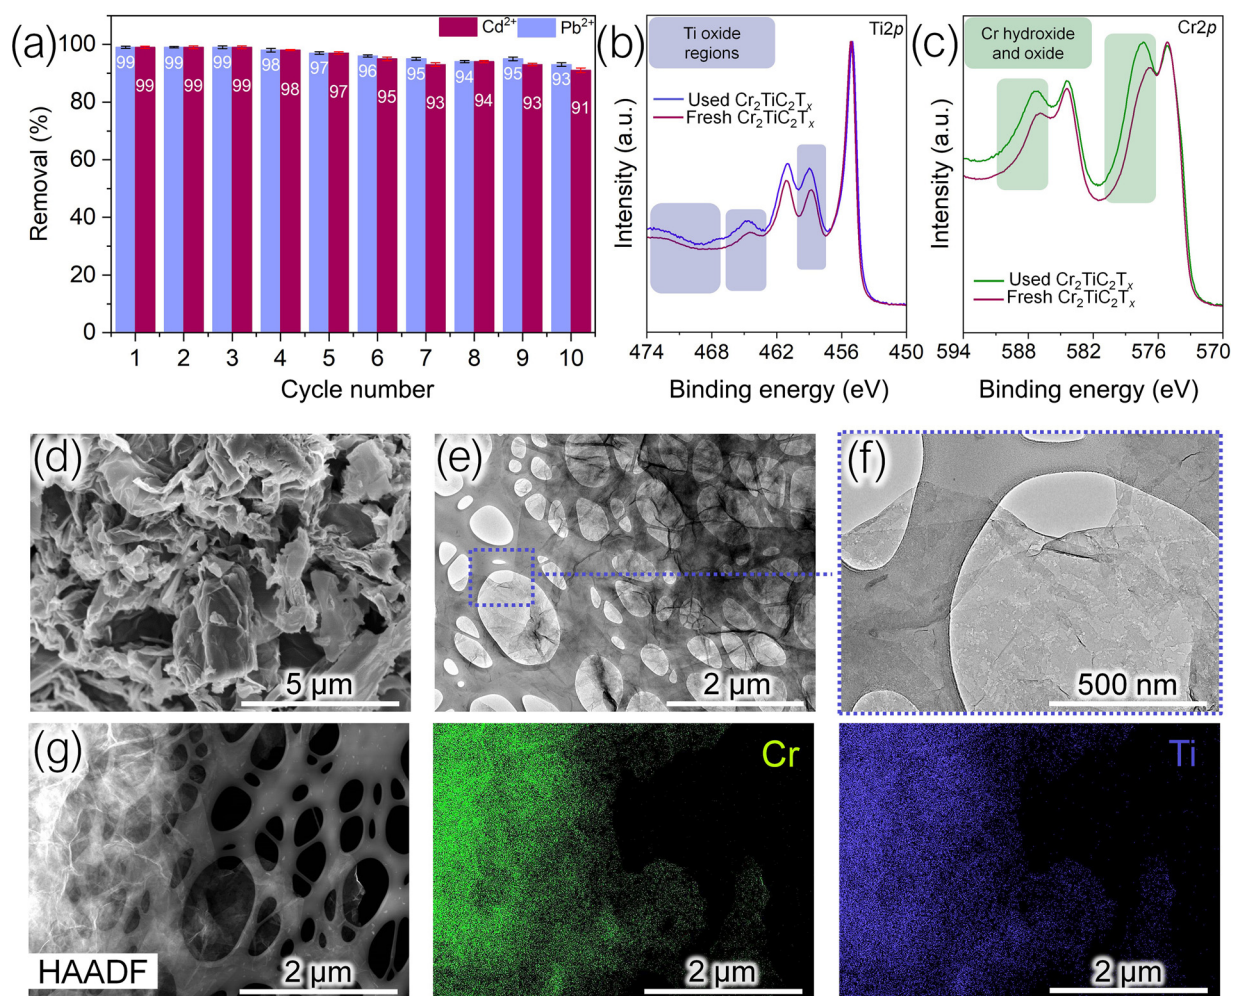 (a)
Cd2+ Pb2+
Removal (%)
100
80
60
40
20
0
99 99 99 98 97 96 95 94 95 93
99 99 99 98 97 95 93 94 93 91
1 2 3 4 5 6 7 8 9 10
Cycle number
(b)
Ti oxide
regions
Ti2p
Used Cr2TiC2Tx
Fresh Cr2TiC2Tx
Intensity (a.u.)
474 468 462 456 450
Binding energy (eV)
(c)
Cr hydroxide
and oxide
Cr2p
Used Cr2TiC2Tx
Fresh Cr2TiC2Tx
Intensity (a.u.)
594 588 582 576 570
Binding energy (eV)
(d)
5 μm
(e)
2 μm
(f)
500 nm
(g)
HAADF
2 μm
Cr
2 μm
Ti
2 μm